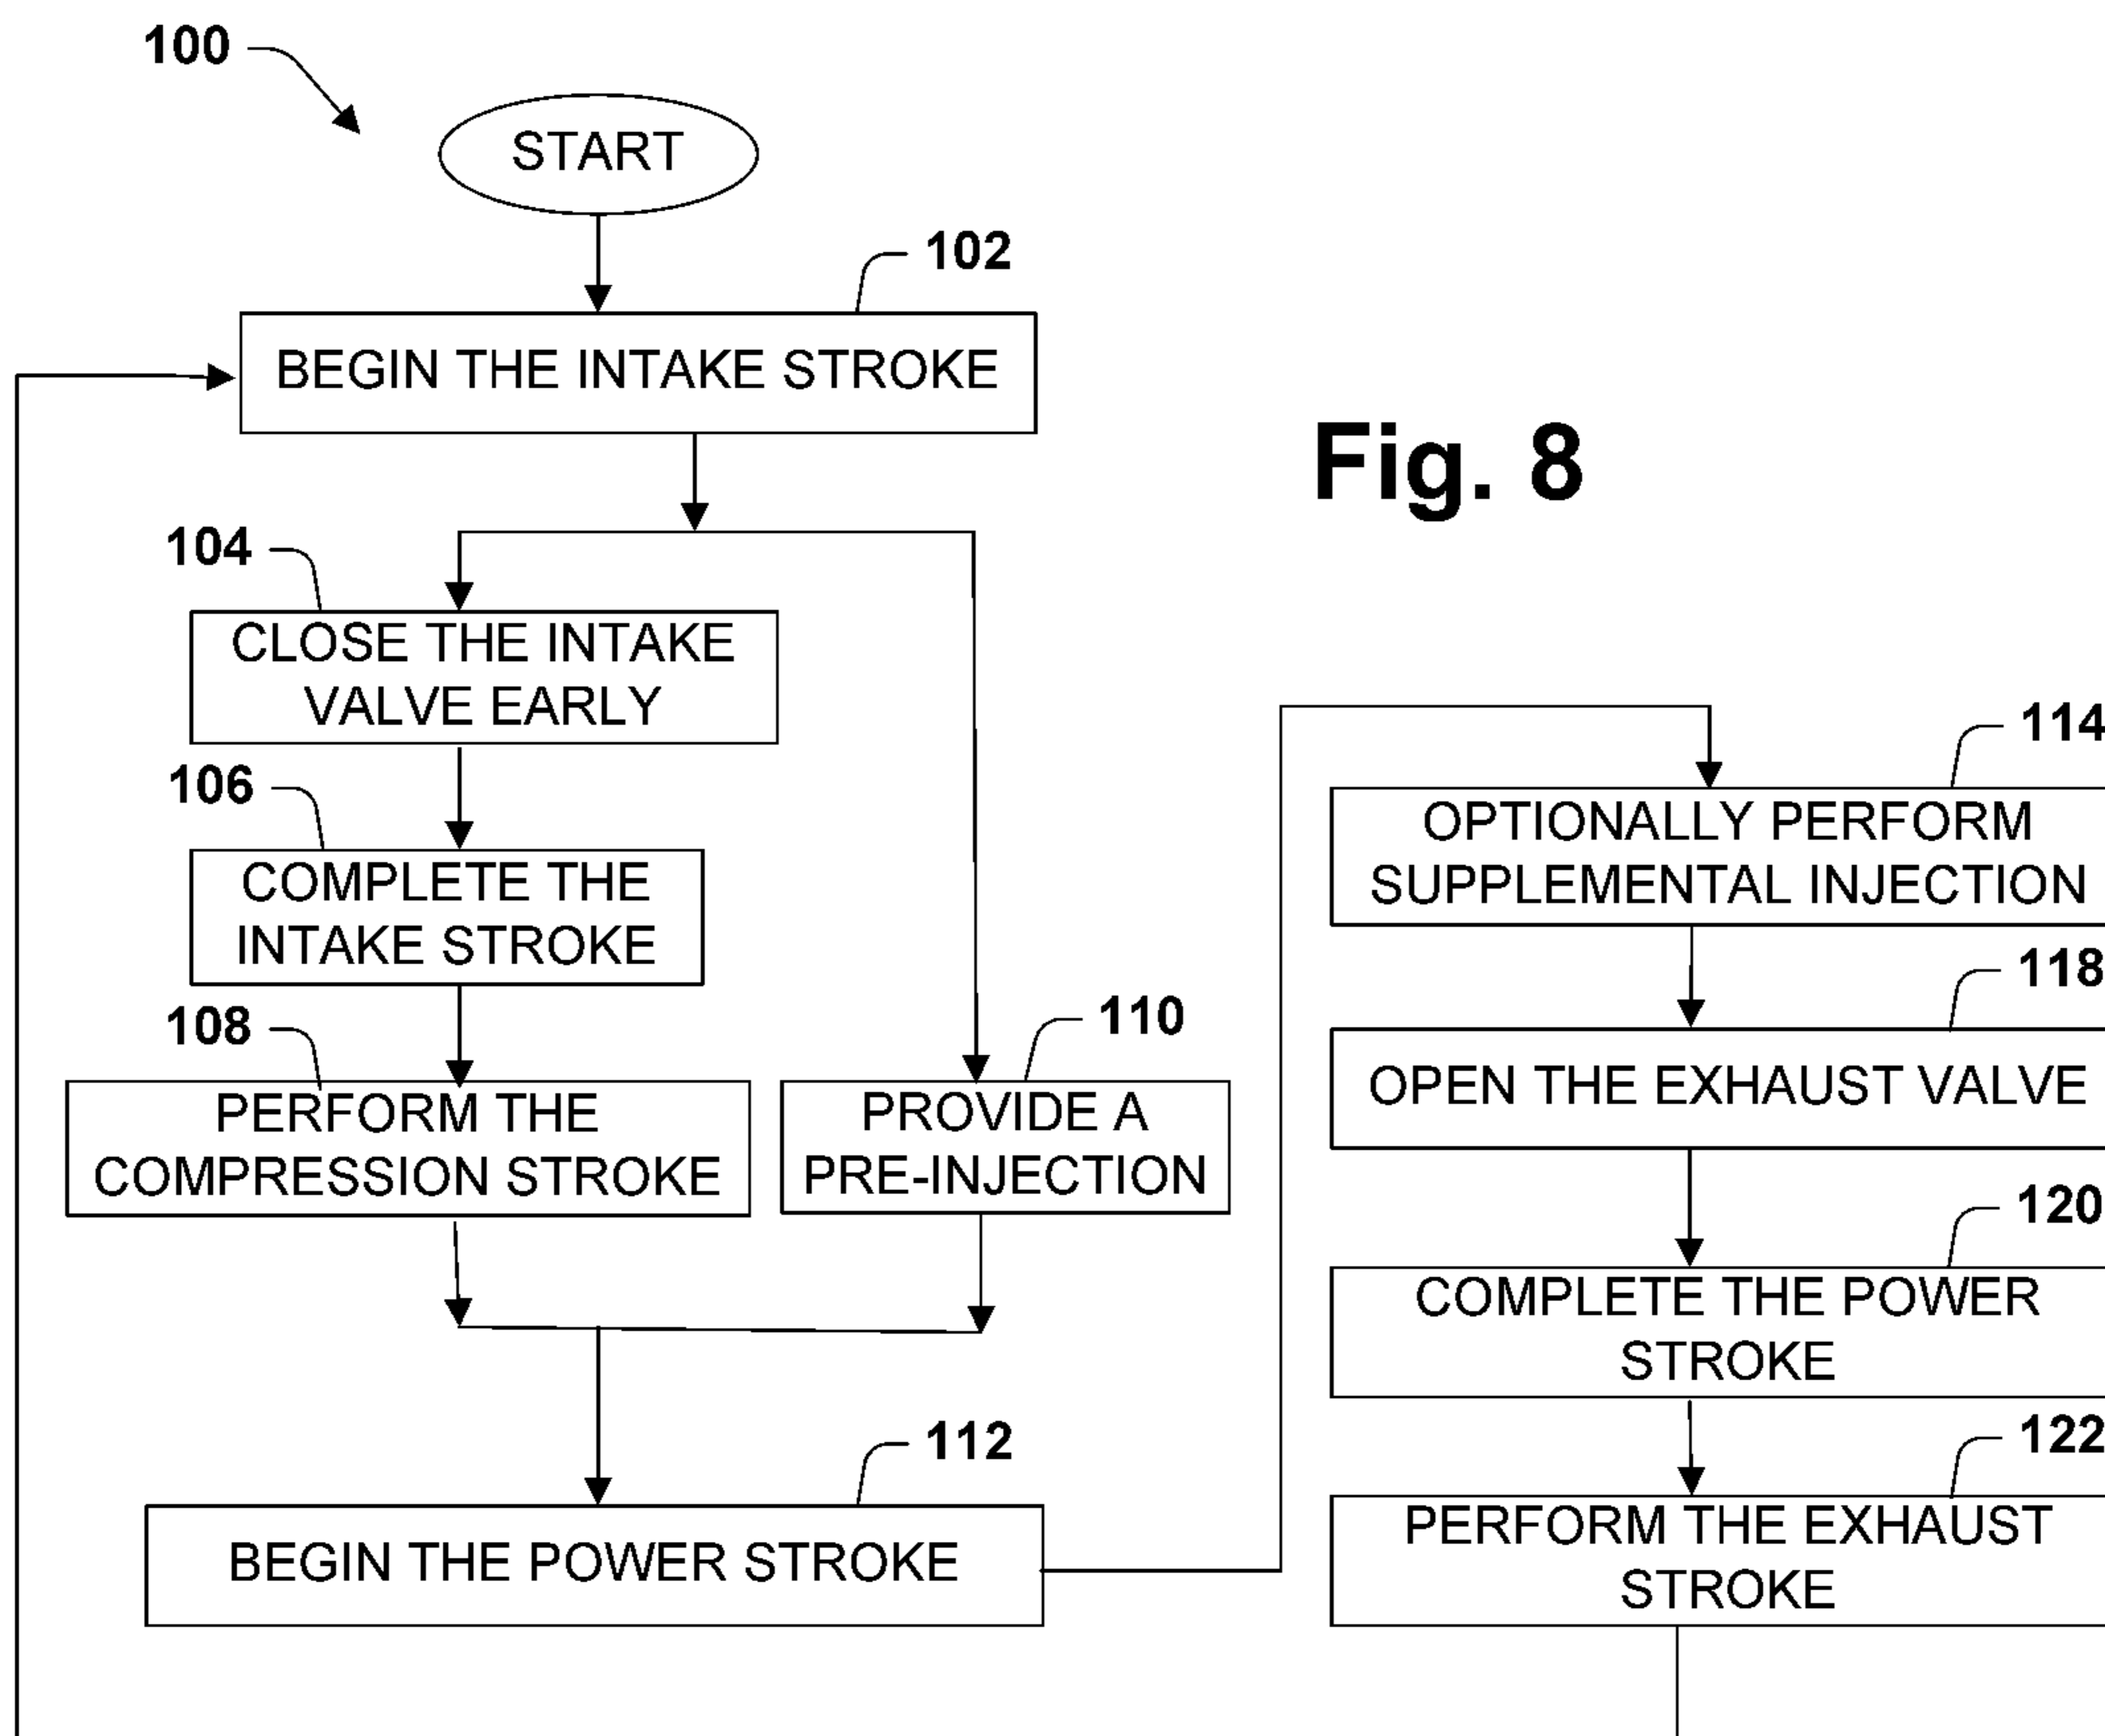 100
START
102
BEGIN THE INTAKE STROKE
Fig. 8
104
CLOSE THE INTAKE
VALVE EARLY
106
COMPLETE THE
INTAKE STROKE
108
PERFORM THE
COMPRESSION STROKE
110
PROVIDE A
PRE-INJECTION
112
BEGIN THE POWER STROKE
114
OPTIONALLY PERFORM
SUPPLEMENTAL INJECTION
118
OPEN THE EXHAUST VALVE
120
COMPLETE THE POWER
STROKE
122
PERFORM THE EXHAUST
STROKE